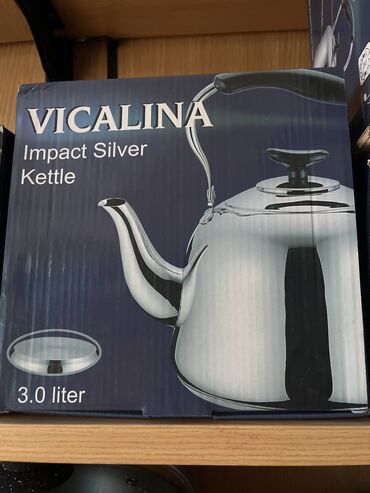 VICALINA
Impact Silver
Kettle
3.0 liter